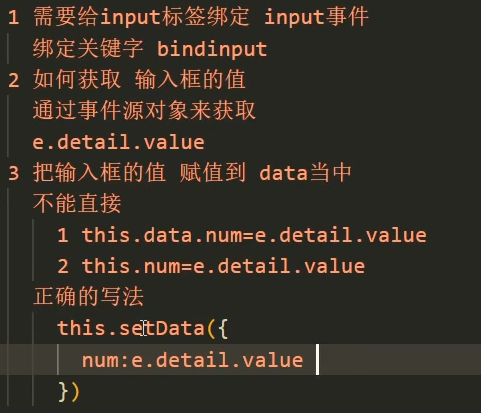 1 需要给input标签绑定 input事件
绑定关键字 bindinput
2 如何获取 输入框的值
通过事件源对象来获取
e.detail.value
3 把输入框的值 赋值到 data当中
不能直接
1 this.data.num=e.detail.value
2 this.num=e.detail.value
正确的写法
this.setData({
num:e.detail.value
})